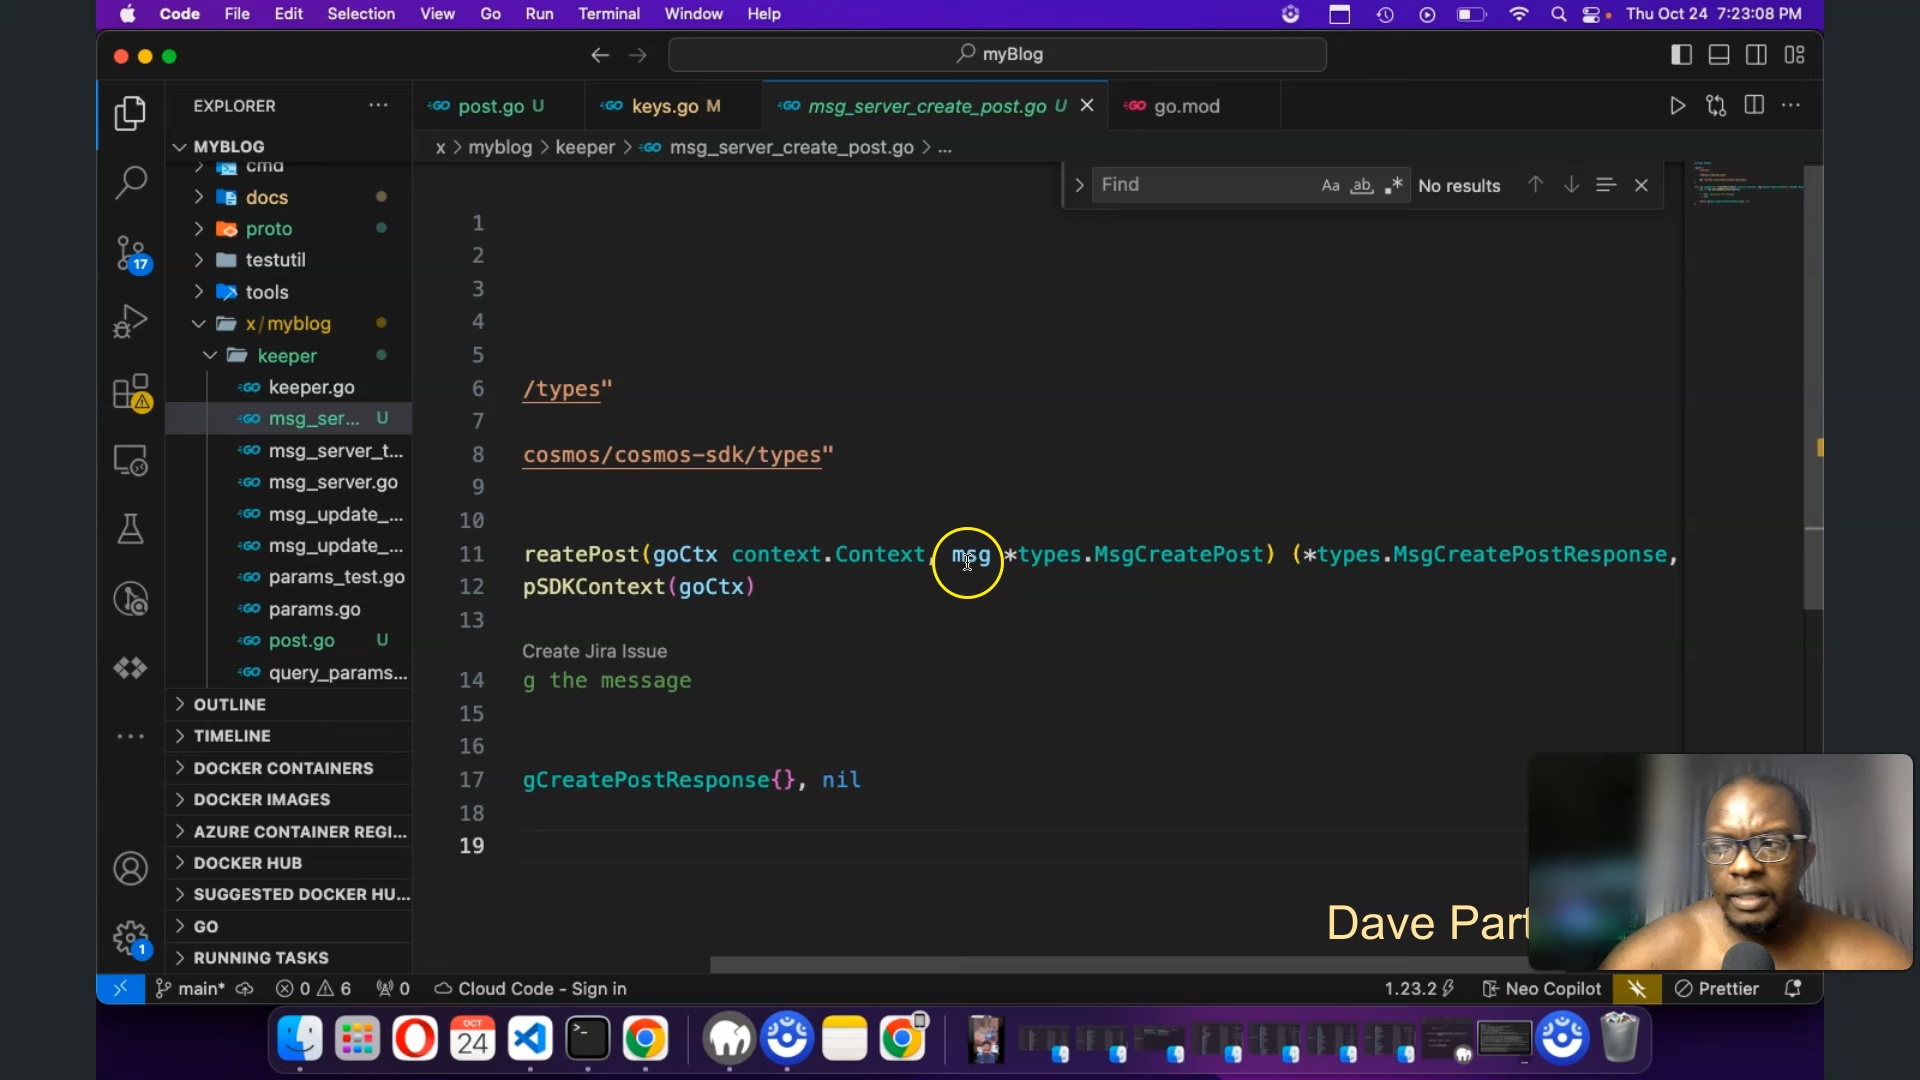 Code File Edit Selection View Go Run Terminal Window Help Thu Oct 24 7:23:08 PM
myBlog
EXPLORER
post.go U
keys.go M
msg_server_create_post.go U
go.mod
MYBLOG
x > myblog > keeper > msg_server_create_post.go > ...
cmd
docs
proto
testutil
tools
x/myblog
keeper
keeper.go
msg_ser... U
msg_server_t...
msg_server.go
msg_update_...
msg_update_...
params_test.go
params.go
post.go U
query_params...
OUTLINE
TIMELINE
DOCKER CONTAINERS
DOCKER IMAGES
AZURE CONTAINER REGI...
DOCKER HUB
SUGGESTED DOCKER HU...
GO
RUNNING TASKS
17
1
Find
Aa ab .*
No results
1
2
3
4
5
6 /types"
7
8 cosmos/cosmos-sdk/types"
9
10
11 reatePost(goCtx context.Context, msg *types.MsgCreatePost) (*types.MsgCreatePostResponse,
12 pSDKContext(goCtx)
13
Create Jira Issue
14 g the message
15
16
17 gCreatePostResponse{}, nil
18
19
Dave Part
main* 0 6 0 Cloud Code - Sign in 1.23.2 Neo Copilot Prettier
OCT
24